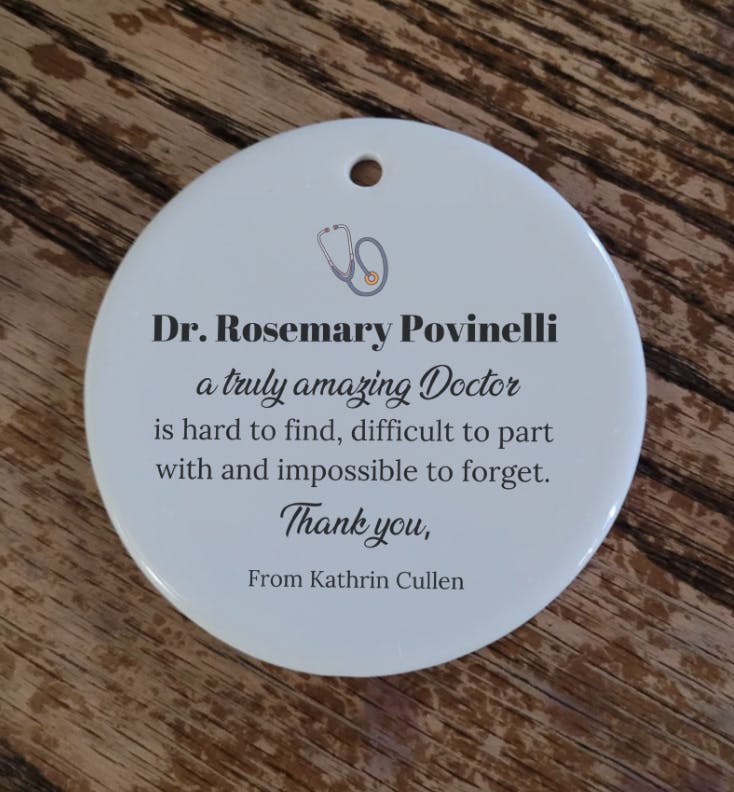 Dr. Rosemary Povinelli
a truly amazing Doctor
is hard to find, difficult to part
with and impossible to forget.
Thank you,
From Kathrin Cullen